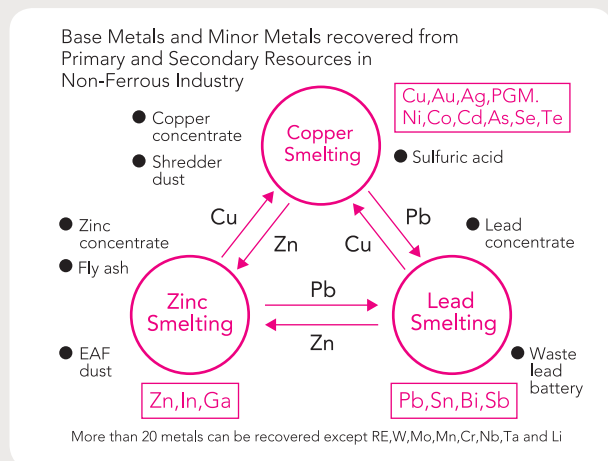 Base Metals and Minor Metals recovered from
Primary and Secondary Resources in
Non-Ferrous Industry
Cu,Au,Ag,PGM.
Ni,Co,Cd,As,Se,Te
Copper
concentrate
Shredder
dust
Copper
Smelting
Sulfuric acid
Zinc
concentrate
Fly ash
Cu
Zn
Cu
Pb
Lead
concentrate
Zinc
Smelting
Pb
Zn
Lead
Smelting
EAF
dust
Waste
lead
battery
Zn,In,Ga
Pb,Sn,Bi,Sb
More than 20 metals can be recovered except RE,W,Mo,Mn,Cr,Nb,Ta and Li